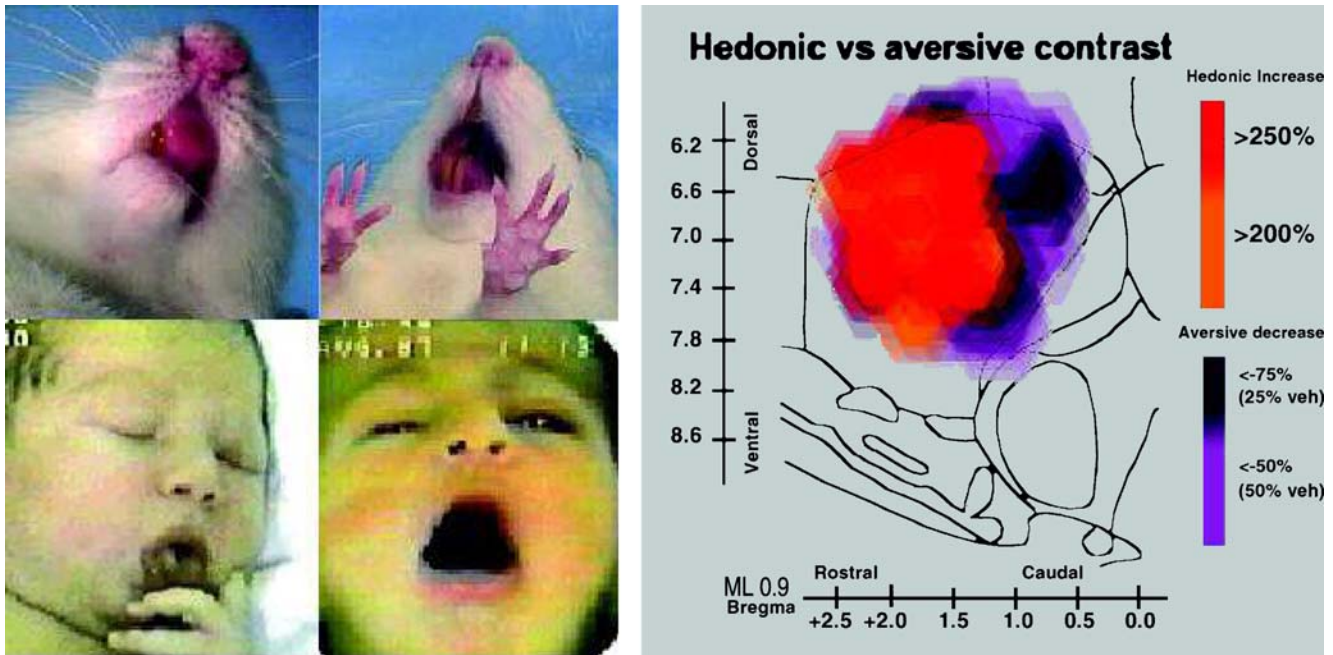 Hedonic vs aversive contrast
Hedonic Increase
>250%
>200%
Aversive decrease
<-75%
(25% veh)
<-50%
(50% veh)
Dorsal
Ventral
6.2
6.6
7.0
7.4
7.8
8.2
8.6
ML 0.9
Bregma
Rostral
Caudal
+2.5 +2.0 1.5 1.0 0.5 0.0
11 13